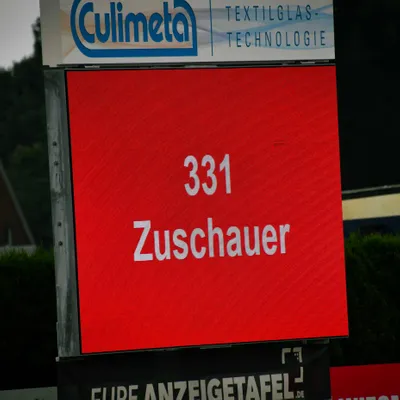 Culimeta
TEXTILGLAS-
TECHNOLOGIE
331
Zuschauer
EURE ANZEIGETAFEL.DE